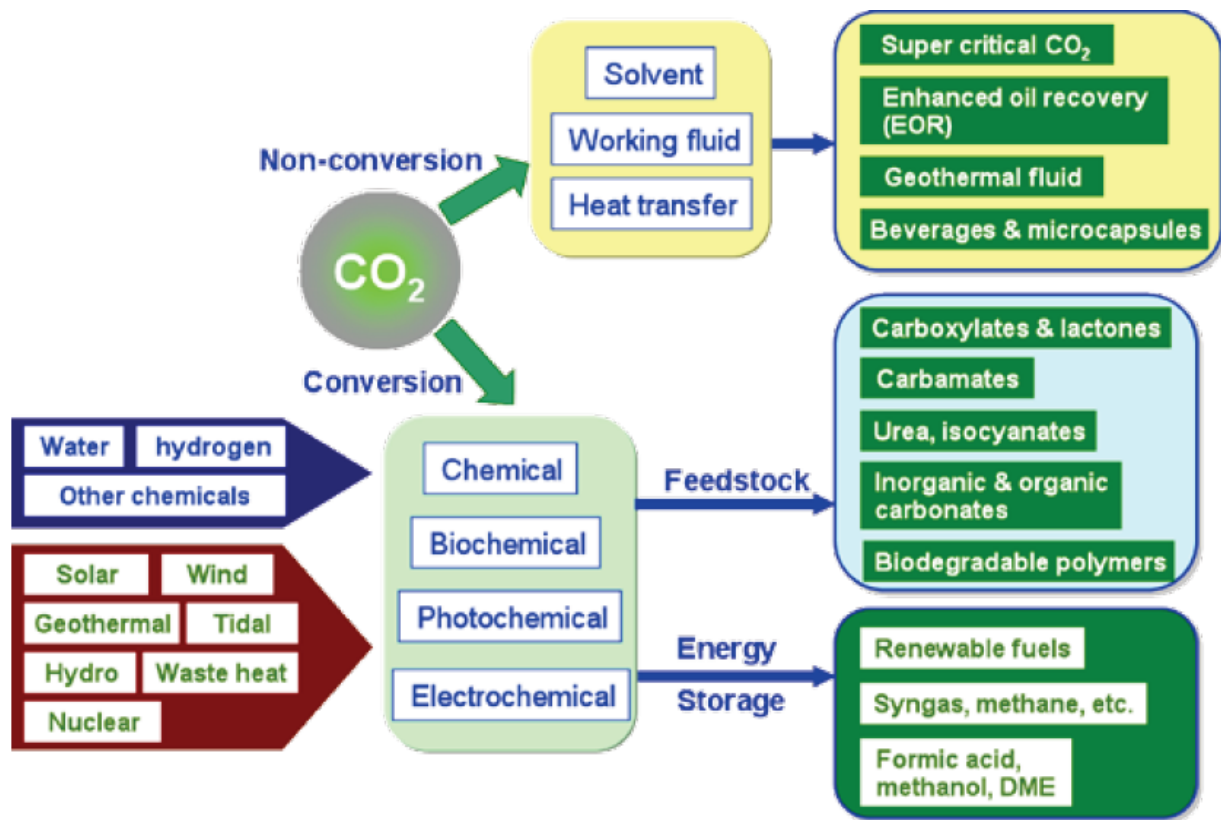 Solvent
Working fluid
Heat transfer
Super critical CO₂
Enhanced oil recovery
(EOR)
Geothermal fluid
Beverages & microcapsules
Non-conversion
CO₂
Conversion
Water
hydrogen
Other chemicals
Solar
Wind
Geothermal
Tidal
Hydro
Waste heat
Nuclear
Chemical
Biochemical
Photochemical
Electrochemical
Feedstock
Carboxylates & lactones
Carbamates
Urea, isocyanates
Inorganic & organic
carbonates
Biodegradable polymers
Energy
Storage
Renewable fuels
Syngas, methane, etc.
Formic acid,
methanol, DME